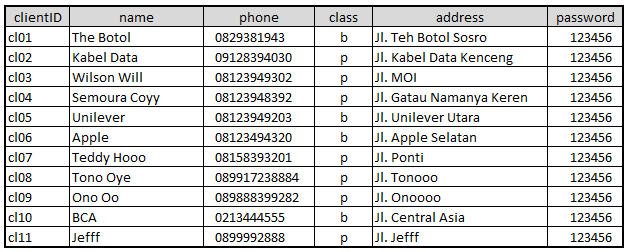 clientID name phone class address password
cl01 The Botol 0829381943 b Jl. Teh Botol Sosro 123456
cl02 Kabel Data 09128394030 p Jl. Kabel Data Kenceng 123456
cl03 Wilson Will 08123949302 p Jl. MOI 123456
cl04 Semoura Coyy 08123948392 p Jl. Gatau Namanya Keren 123456
cl05 Unilever 08123949203 b Jl. Unilever Utara 123456
cl06 Apple 08123494320 b Jl. Apple Selatan 123456
cl07 Teddy Hooo 08158393201 p Jl. Ponti 123456
cl08 Tono Oye 089917238884 p Jl. Tonooo 123456
cl09 Ono Oo 089888399282 p Jl. Onoooo 123456
cl10 BCA 0213444555 b Jl. Central Asia 123456
cl11 Jefff 0899992888 p Jl. Jefff 123456